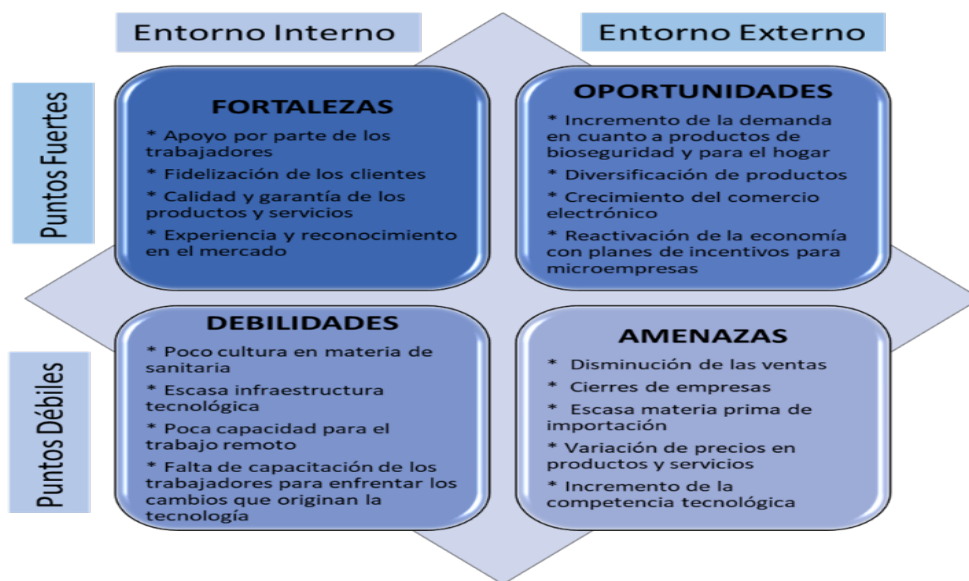 Entorno Interno
Entorno Externo
Puntos Fuertes
FORTALEZAS
* Apoyo por parte de los
trabajadores
* Fidelización de los clientes
* Calidad y garantía de los
productos y servicios
* Experiencia y reconocimiento
en el mercado
OPORTUNIDADES
* Incremento de la demanda
en cuanto a productos de
bioseguridad y para el hogar
* Diversificación de productos
* Crecimiento del comercio
electrónico
* Reactivación de la economía
con planes de incentivos para
microempresas
Puntos Débiles
DEBILIDADES
* Poco cultura en materia de
sanitaria
* Escasa infraestructura
tecnológica
* Poca capacidad para el
trabajo remoto
* Falta de capacitación de los
trabajadores para enfrentar los
cambios que originan la
tecnología
AMENAZAS
* Disminución de las ventas
* Cierres de empresas
* Escasa materia prima de
importación
* Variación de precios en
productos y servicios
* Incremento de la
competencia tecnológica